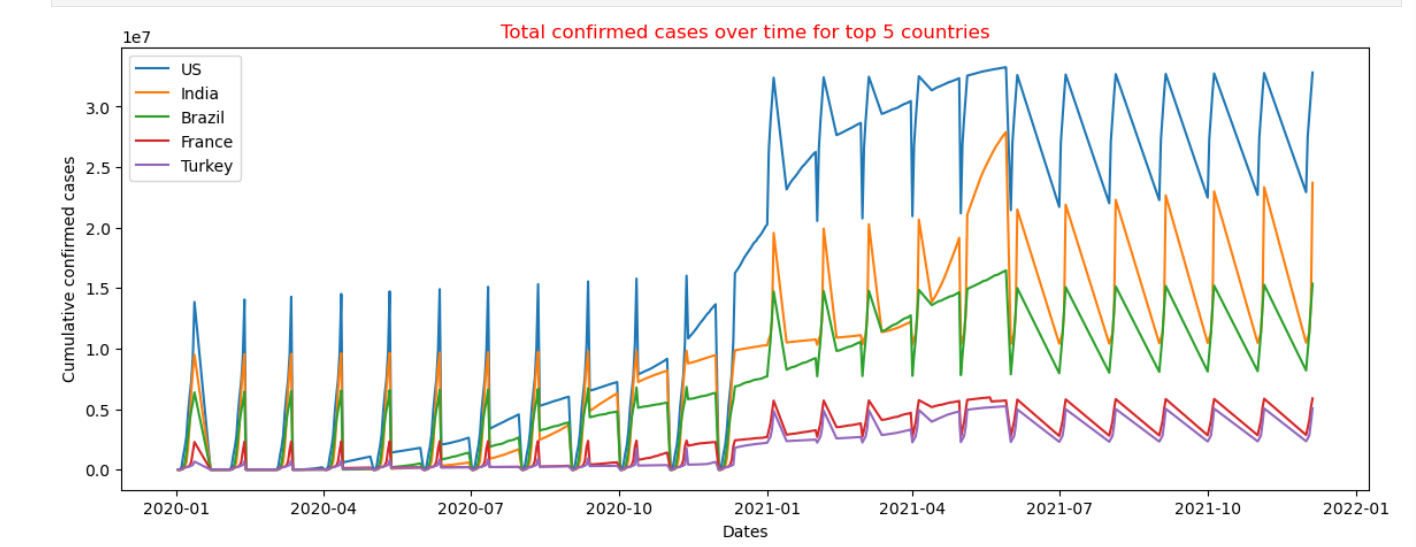 Total confirmed cases over time for top 5 countries
1e7
US
India
Brazil
France
Turkey
3.0
2.5
2.0
1.5
1.0
0.5
0.0
Cumulative confirmed cases
2020-01 2020-04 2020-07 2020-10 2021-01 2021-04 2021-07 2021-10 2022-01
Dates